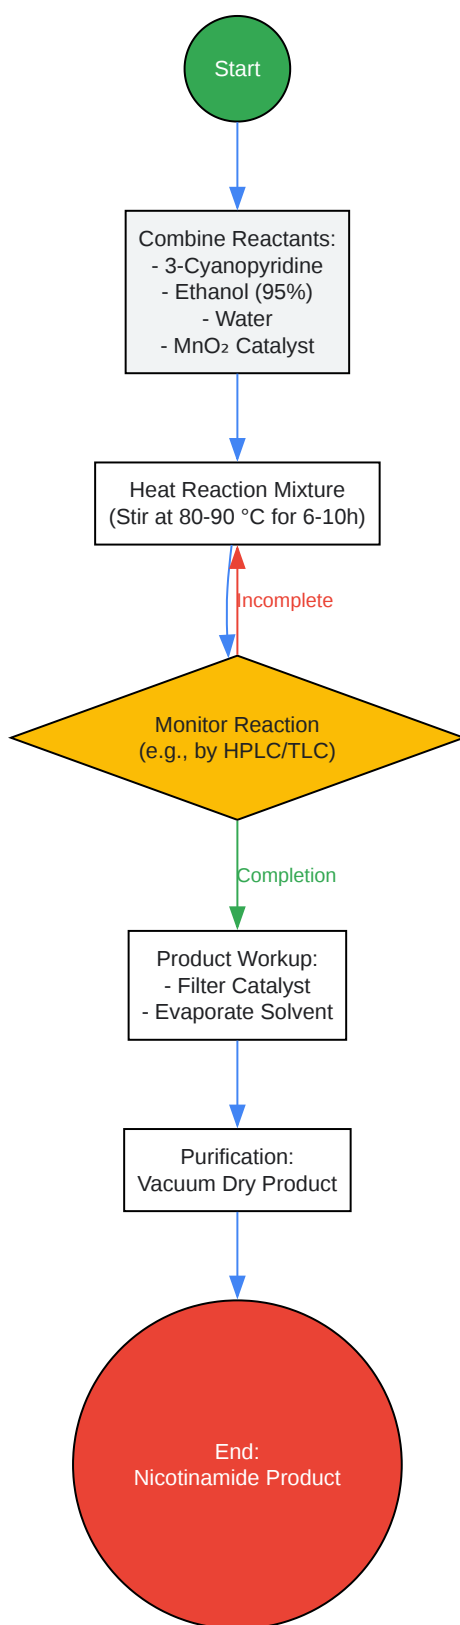 Start
Combine Reactants:
- 3-Cyanopyridine
- Ethanol (95%)
- Water
- MnO₂ Catalyst
Heat Reaction Mixture
(Stir at 80-90 °C for 6-10h)
Incomplete
Monitor Reaction
(e.g., by HPLC/TLC)
Completion
Product Workup:
- Filter Catalyst
- Evaporate Solvent
Purification:
Vacuum Dry Product
End:
Nicotinamide Product